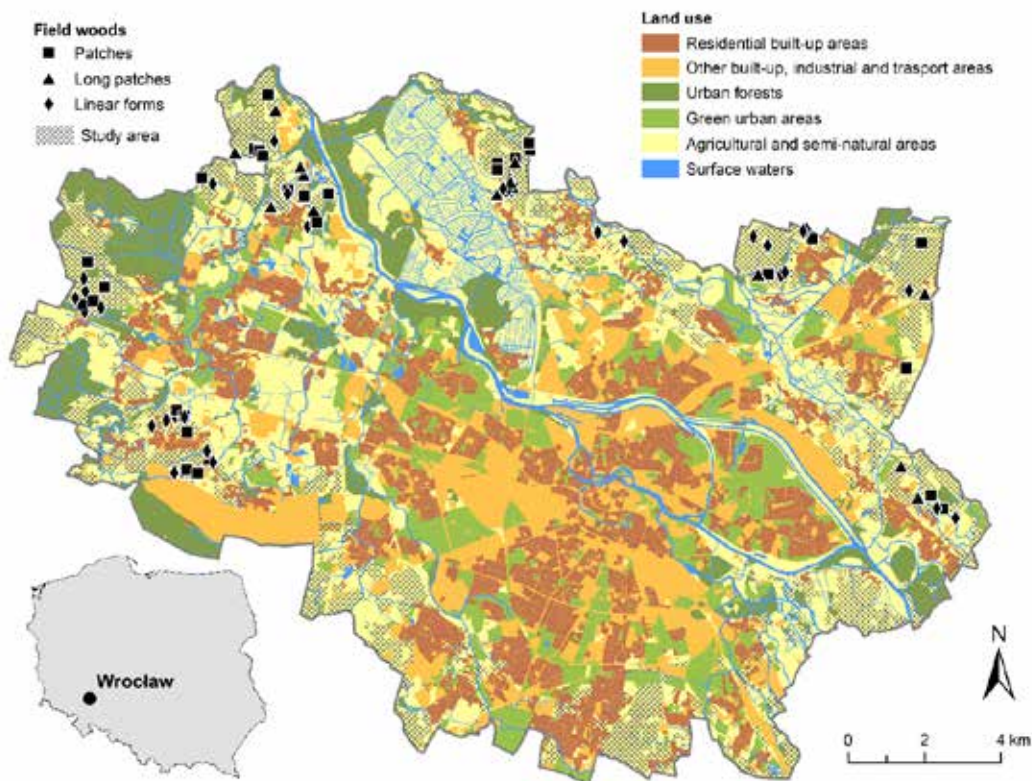 Field woods
Patches
Long patches
Linear forms
Study area
Land use
Residential built-up areas
Other built-up, industrial and trasport areas
Urban forests
Green urban areas
Agricultural and semi-natural areas
Surface waters
Wrocław
N
0 2 4 km